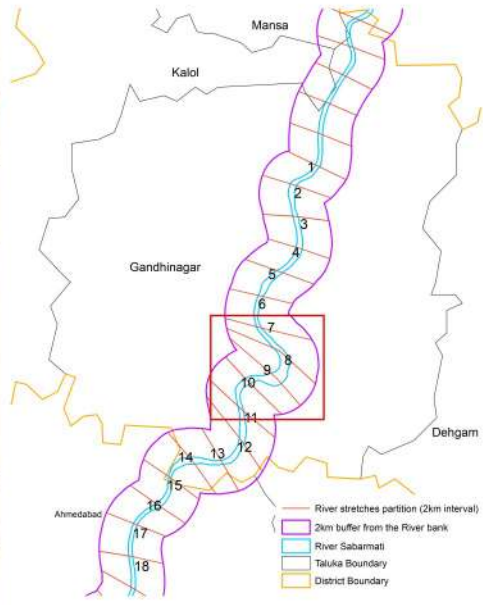 Mansa
Kalol
1
2
3
4
Gandhinagar
5
6
7
8
9
10
11
Dehgam
12
13
14
15
16
Ahmedabad
17
18
River stretches partition (2km interval)
2km buffer from the River bank
River Sabarmati
Taluka Boundary
District Boundary